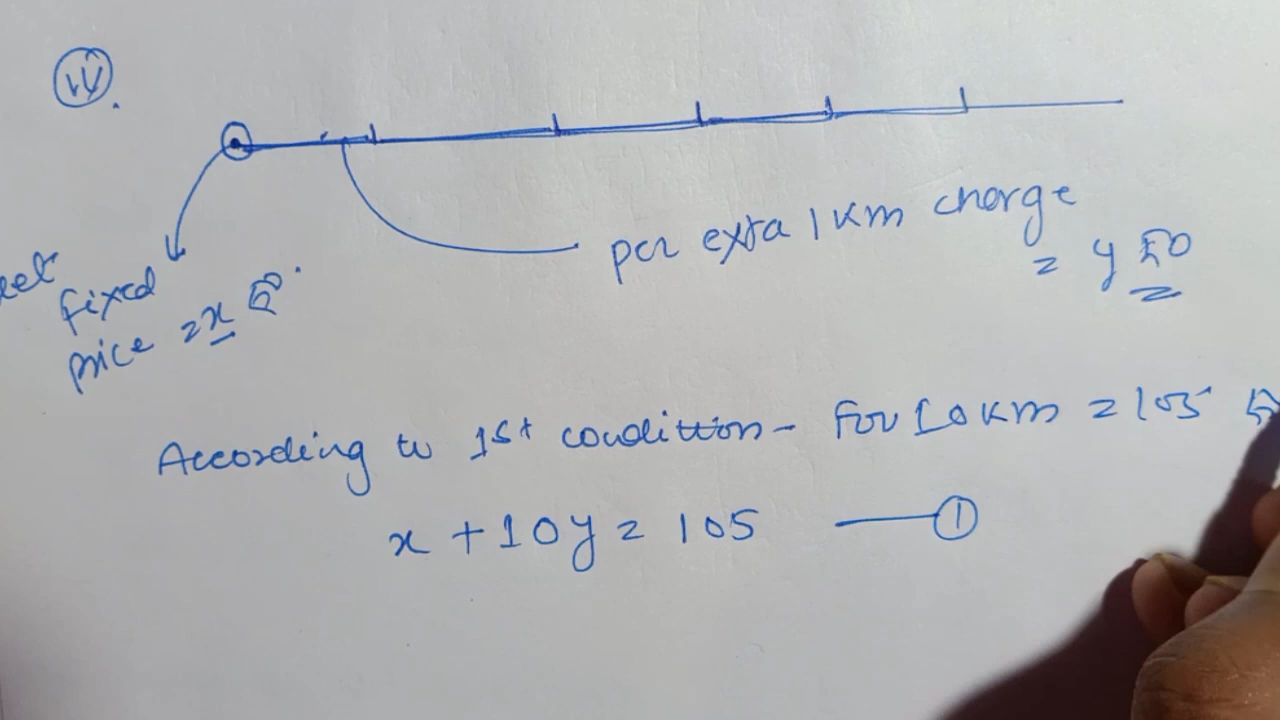 iv.
per extra 1 km charge
= y ₹
fixed
price = x ₹.
According to 1st condition - For 10 km = 105 ₹
x + 10y = 105 —— ①